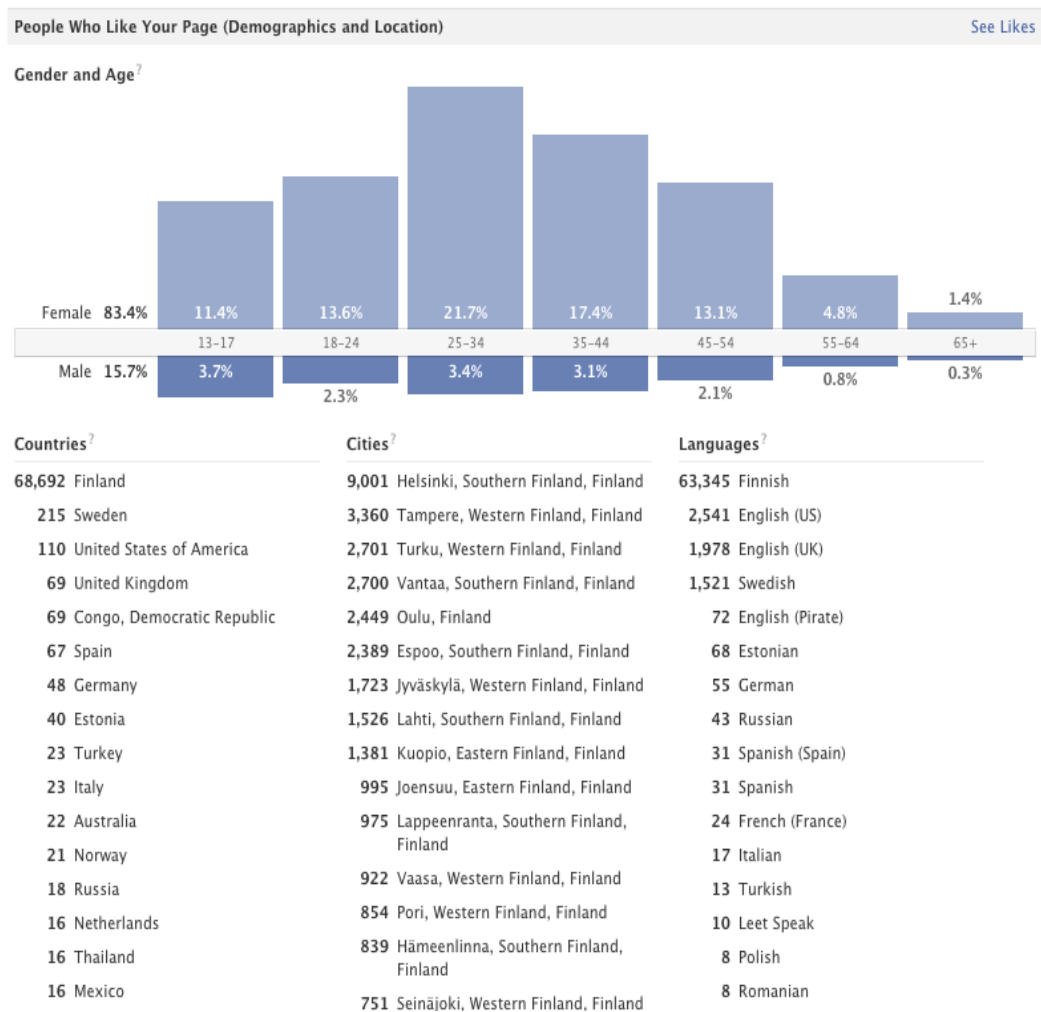 People Who Like Your Page (Demographics and Location)
See Likes
Gender and Age?
Female 83.4% 11.4% 13.6% 21.7% 17.4% 13.1% 4.8% 1.4%
13-17 18-24 25-34 35-44 45-54 55-64 65+
Male 15.7% 3.7% 2.3% 3.4% 3.1% 2.1% 0.8% 0.3%
Countries?
68,692 Finland
215 Sweden
110 United States of America
69 United Kingdom
69 Congo, Democratic Republic
67 Spain
48 Germany
40 Estonia
23 Turkey
23 Italy
22 Australia
21 Norway
18 Russia
16 Netherlands
16 Thailand
16 Mexico
Cities?
9,001 Helsinki, Southern Finland, Finland
3,360 Tampere, Western Finland, Finland
2,701 Turku, Western Finland, Finland
2,700 Vantaa, Southern Finland, Finland
2,449 Oulu, Finland
2,389 Espoo, Southern Finland, Finland
1,723 Jyväskylä, Western Finland, Finland
1,526 Lahti, Southern Finland, Finland
1,381 Kuopio, Eastern Finland, Finland
995 Joensuu, Eastern Finland, Finland
975 Lappeenranta, Southern Finland,
Finland
922 Vaasa, Western Finland, Finland
854 Pori, Western Finland, Finland
839 Hämeenlinna, Southern Finland,
Finland
751 Seinäjoki, Western Finland, Finland
Languages?
63,345 Finnish
2,541 English (US)
1,978 English (UK)
1,521 Swedish
72 English (Pirate)
68 Estonian
55 German
43 Russian
31 Spanish (Spain)
31 Spanish
24 French (France)
17 Italian
13 Turkish
10 Leet Speak
8 Polish
8 Romanian